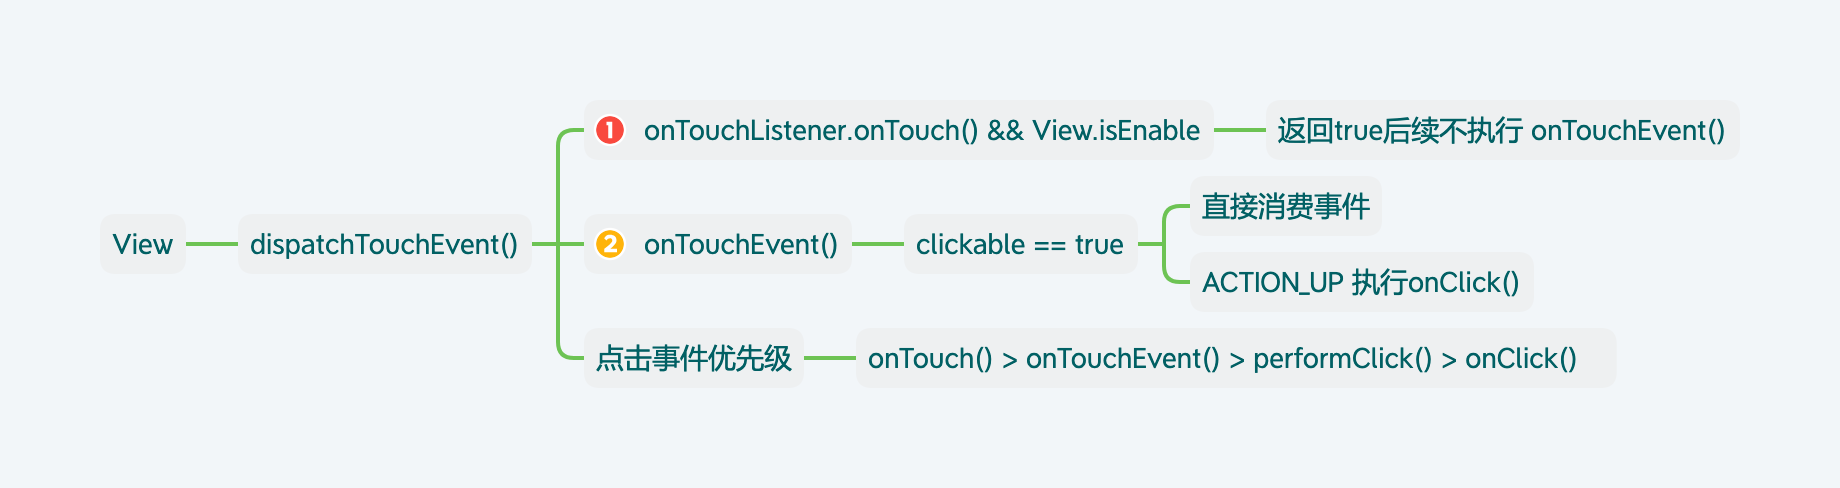 View
dispatchTouchEvent()
1 onTouchListener.onTouch() && View.isEnable
返回true后续不执行 onTouchEvent()
2 onTouchEvent()
clickable == true
直接消费事件
ACTION_UP 执行onClick()
点击事件优先级
onTouch() > onTouchEvent() > performClick() > onClick()